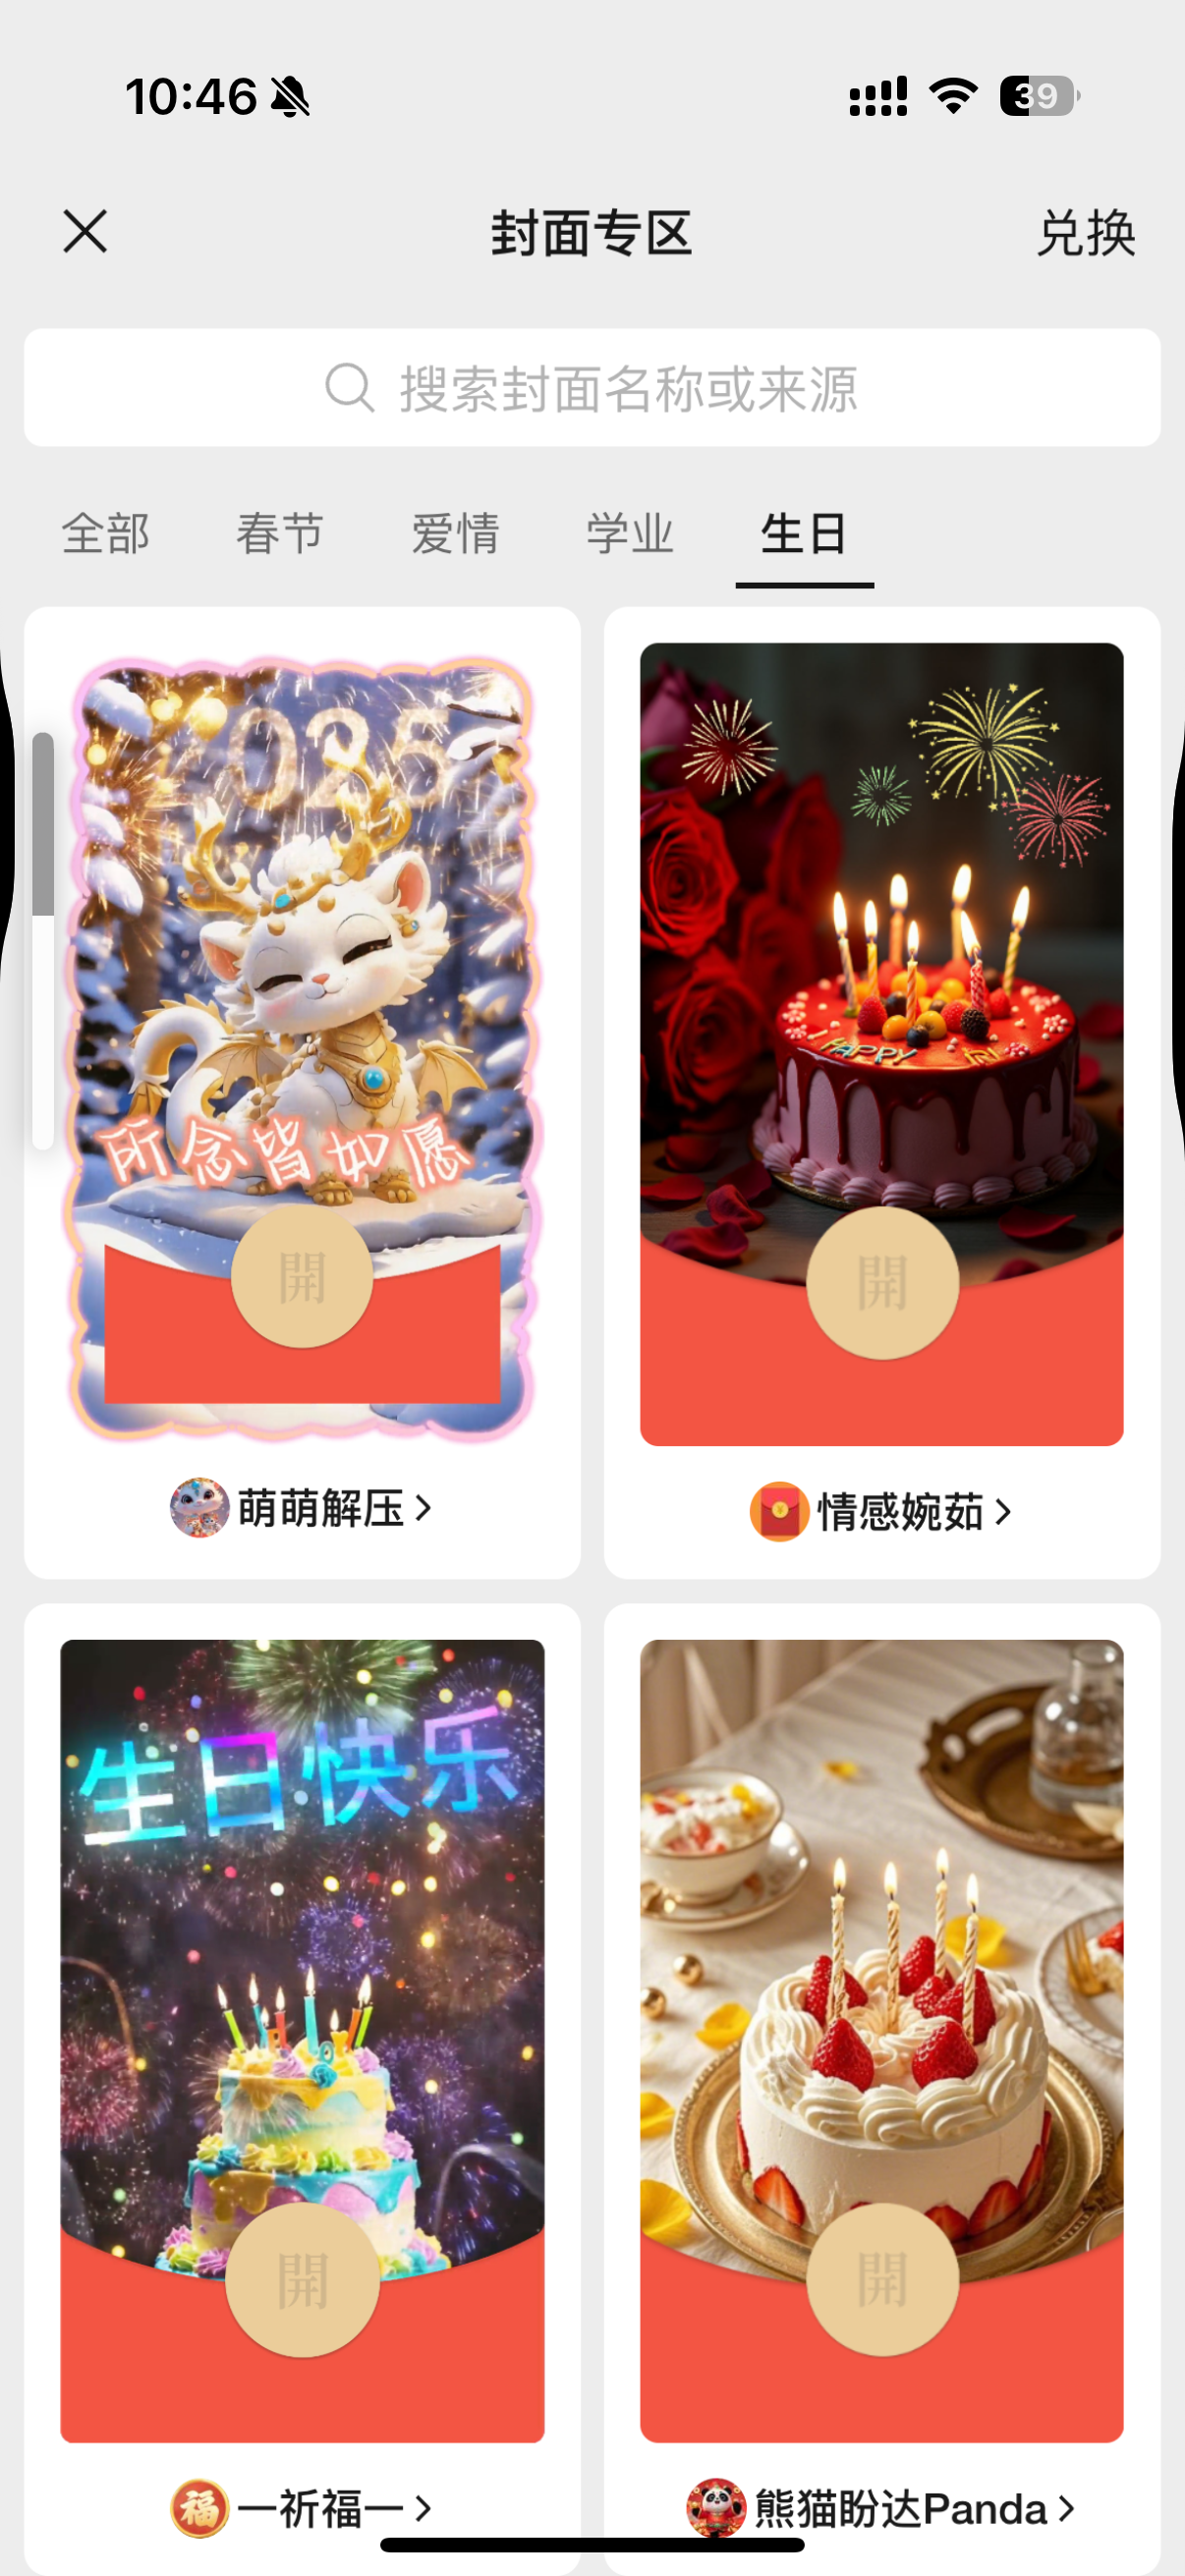 10:46
39
封面专区
兑换
搜索封面名称或来源
全部 春节 爱情 学业 生日
2025
所念皆如愿
開
萌萌解压
HAPPY
開
情感婉茹
生日快乐
開
福
一祈福一
開
熊猫盼达Panda